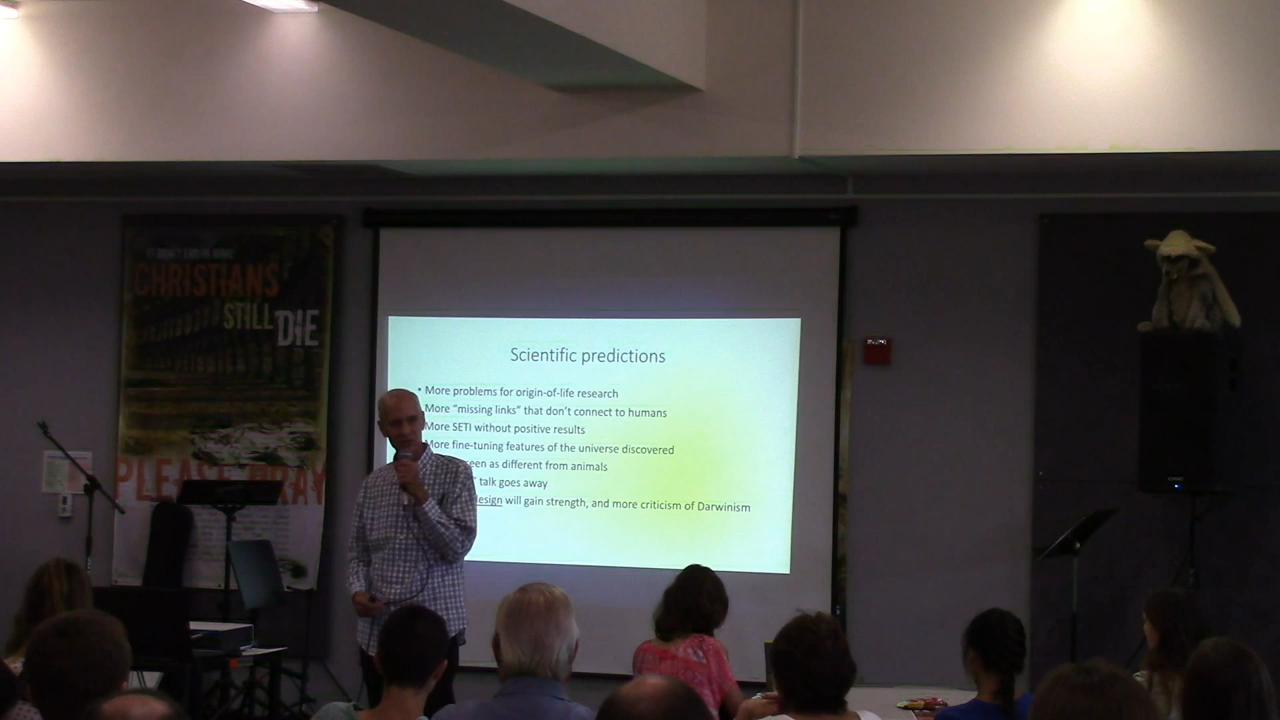 CHRISTIANS
STILL
DIE
PLEASE PRAY
Scientific predictions
• More problems for origin-of-life research
More "missing links" that don't connect to humans
More SETI without positive results
More fine-tuning features of the universe discovered
seen as different from animals
talk goes away
design will gain strength, and more criticism of Darwinism